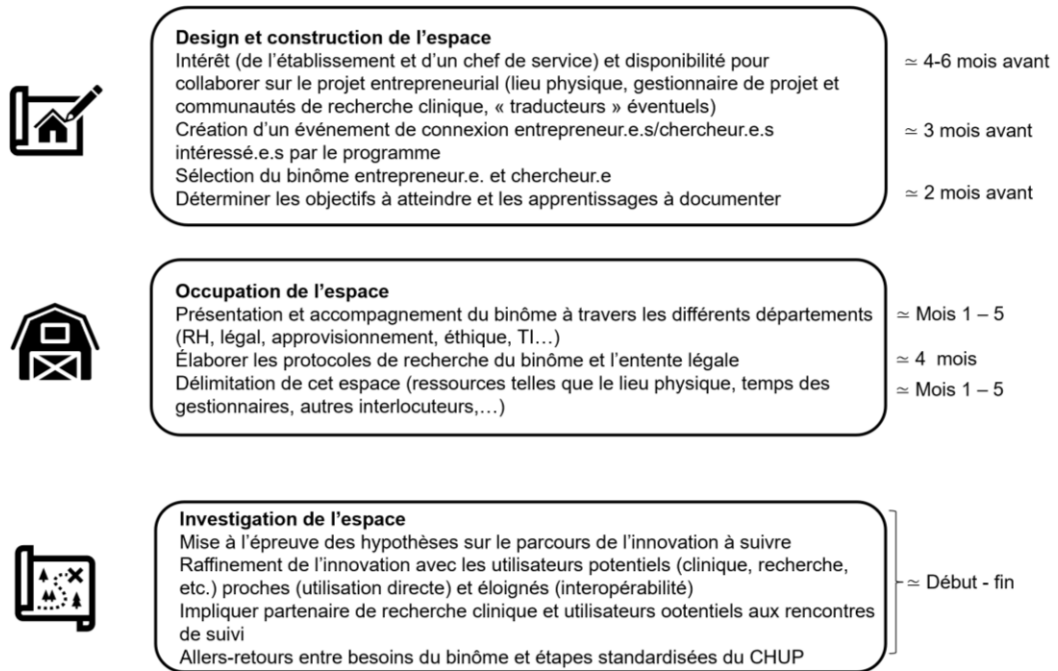 Design et construction de l'espace
Intérêt (de l'établissement et d'un chef de service) et disponibilité pour
collaborer sur le projet entrepreneurial (lieu physique, gestionnaire de projet et
communautés de recherche clinique, « traducteurs » éventuels)
Création d'un événement de connexion entrepreneur.e.s/chercheur.e.s
intéressé.e.s par le programme
Sélection du binôme entrepreneur.e. et chercheur.e
Déterminer les objectifs à atteindre et les apprentissages à documenter
≃ 4-6 mois avant
≃ 3 mois avant
≃ 2 mois avant
Occupation de l'espace
Présentation et accompagnement du binôme à travers les différents départements
(RH, légal, approvisionnement, éthique, TI…)
Élaborer les protocoles de recherche du binôme et l'entente légale
Délimitation de cet espace (ressources telles que le lieu physique, temps des
gestionnaires, autres interlocuteurs,…)
≃ Mois 1 – 5
≃ 4 mois
≃ Mois 1 – 5
Investigation de l'espace
Mise à l'épreuve des hypothèses sur le parcours de l'innovation à suivre
Raffinement de l'innovation avec les utilisateurs potentiels (clinique, recherche,
etc.) proches (utilisation directe) et éloignés (interopérabilité)
Impliquer partenaire de recherche clinique et utilisateurs ootentiels aux rencontres
de suivi
Allers-retours entre besoins du binôme et étapes standardisées du CHUP
≃ Début - fin